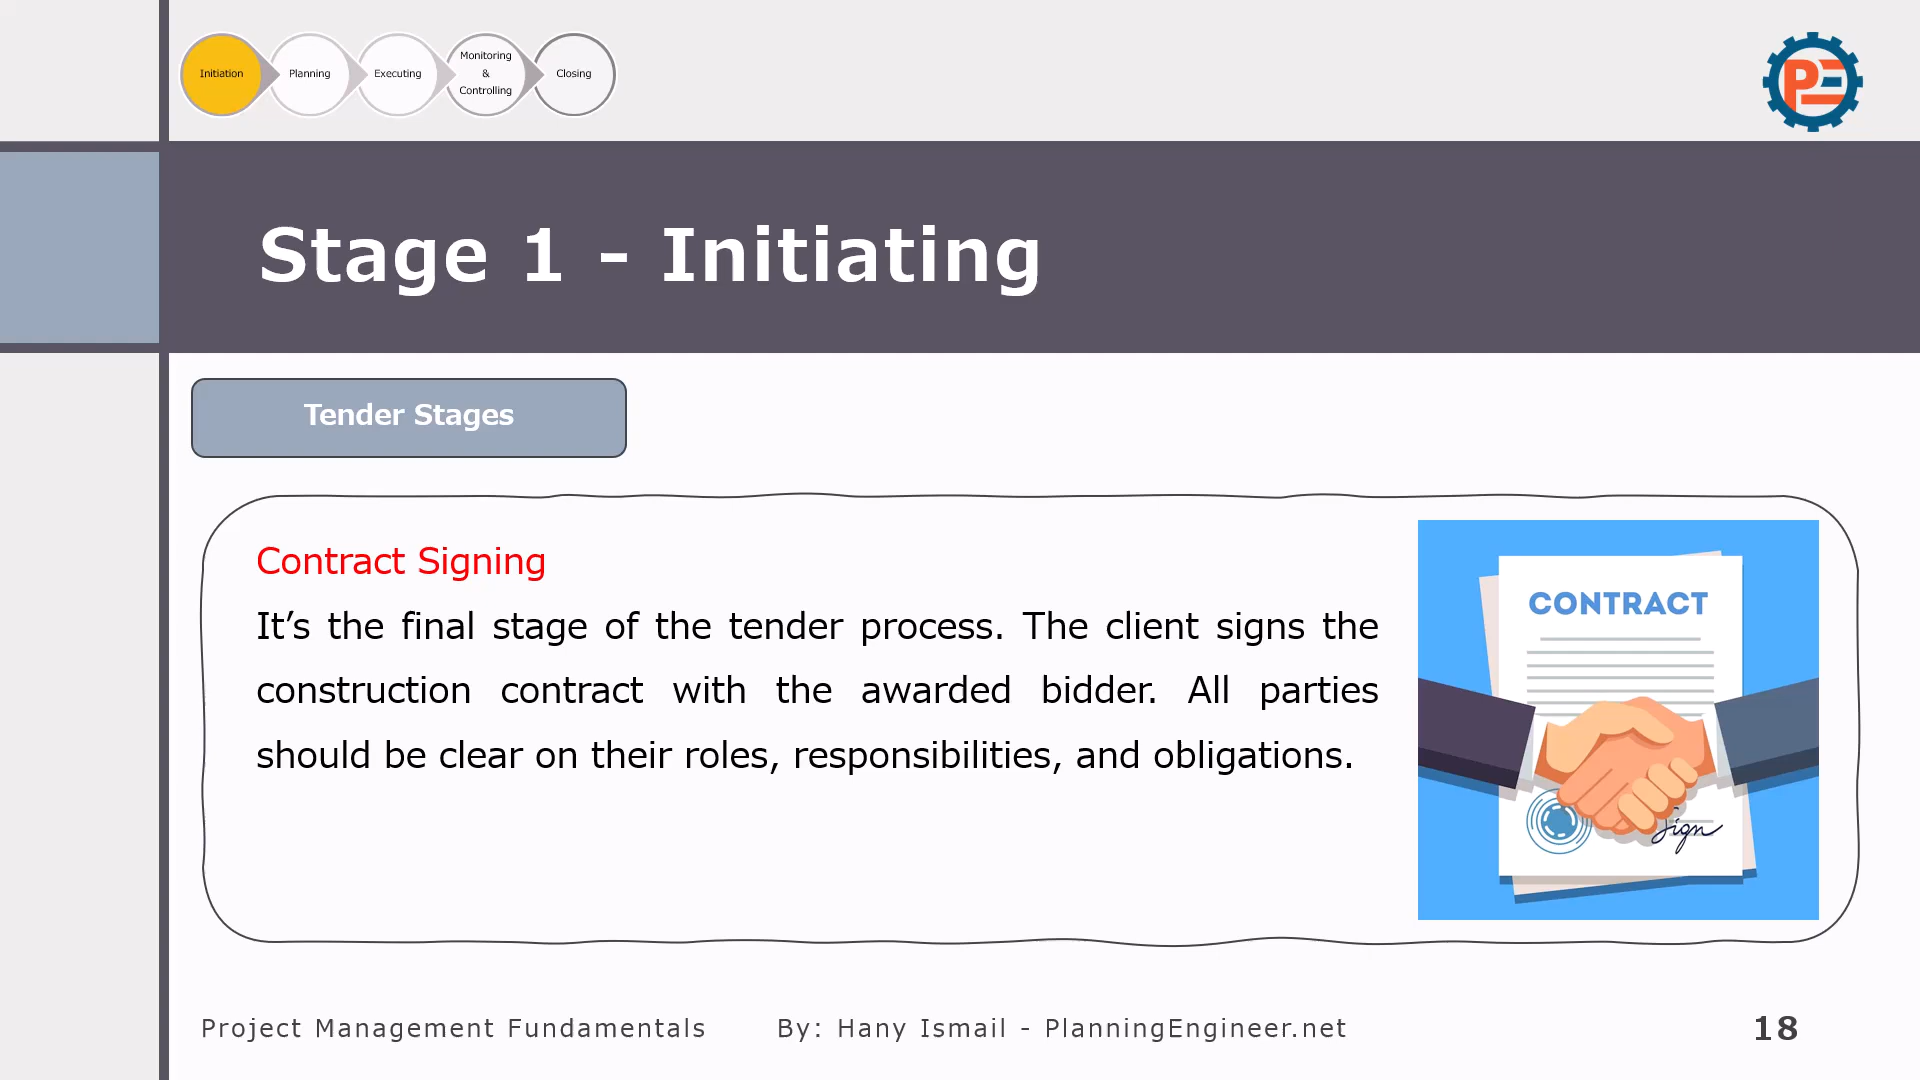 Initiation
Planning
Executing
Monitoring
&
Controlling
Closing
PE
Stage 1 - Initiating
Tender Stages
Contract Signing
It’s the final stage of the tender process. The client signs the
construction contract with the awarded bidder. All parties
should be clear on their roles, responsibilities, and obligations.
CONTRACT
Sign
Project Management Fundamentals
By: Hany Ismail - PlanningEngineer.net
18